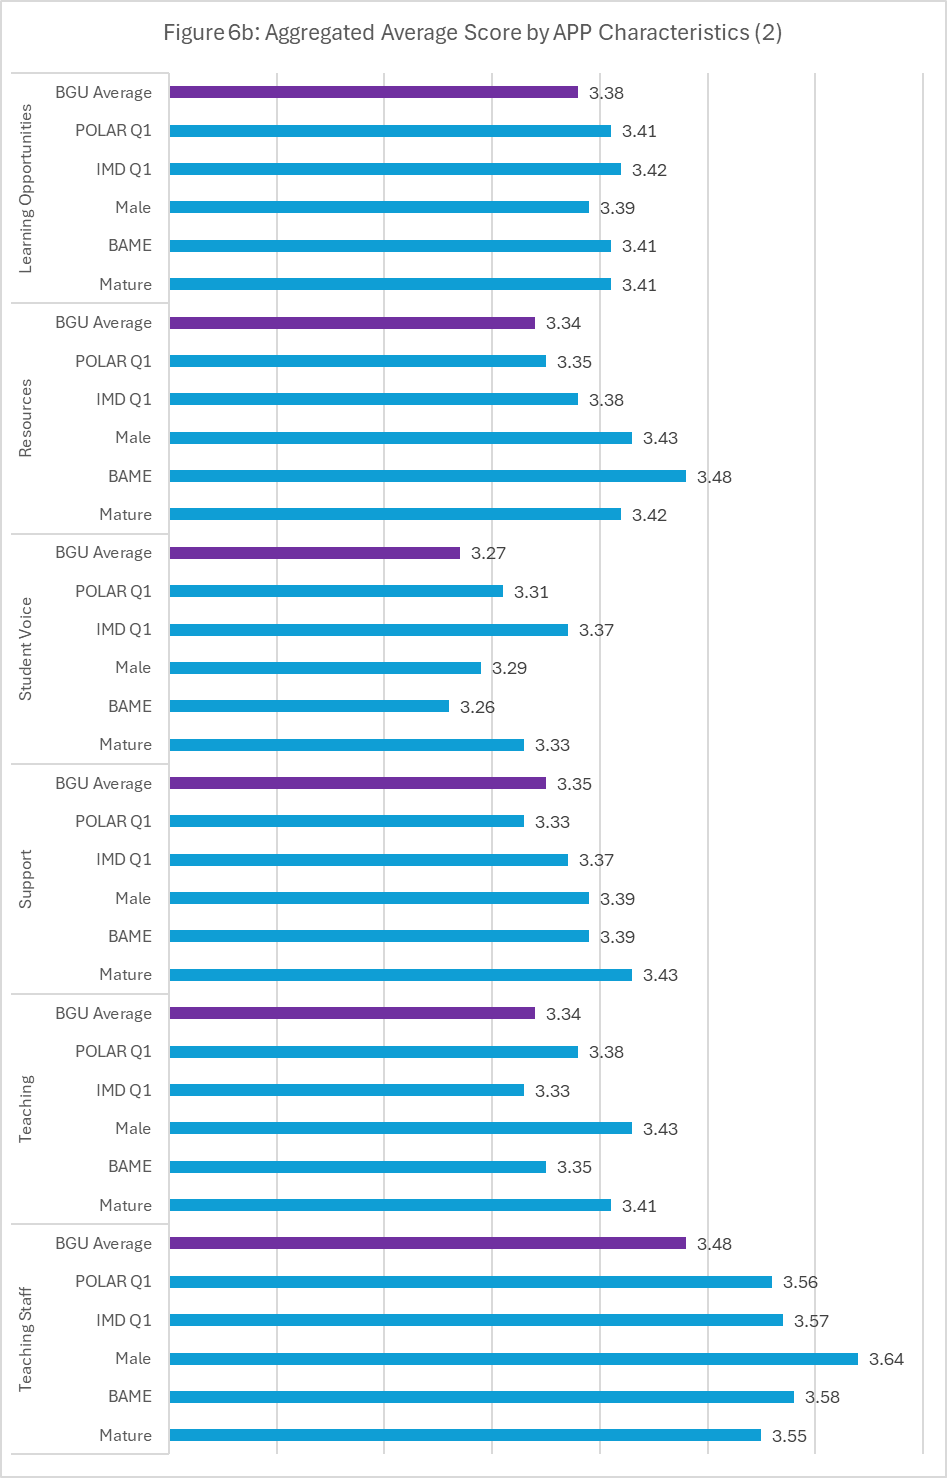 Figure 6b: Aggregated Average Score by APP Characteristics (2)
Learning Opportunities
BGU Average 3.38
POLAR Q1 3.41
IMD Q1 3.42
Male 3.39
BAME 3.41
Mature 3.41
Resources
BGU Average 3.34
POLAR Q1 3.35
IMD Q1 3.38
Male 3.43
BAME 3.48
Mature 3.42
Student Voice
BGU Average 3.27
POLAR Q1 3.31
IMD Q1 3.37
Male 3.29
BAME 3.26
Mature 3.33
Support
BGU Average 3.35
POLAR Q1 3.33
IMD Q1 3.37
Male 3.39
BAME 3.39
Mature 3.43
Teaching
BGU Average 3.34
POLAR Q1 3.38
IMD Q1 3.33
Male 3.43
BAME 3.35
Mature 3.41
Teaching Staff
BGU Average 3.48
POLAR Q1 3.56
IMD Q1 3.57
Male 3.64
BAME 3.58
Mature 3.55